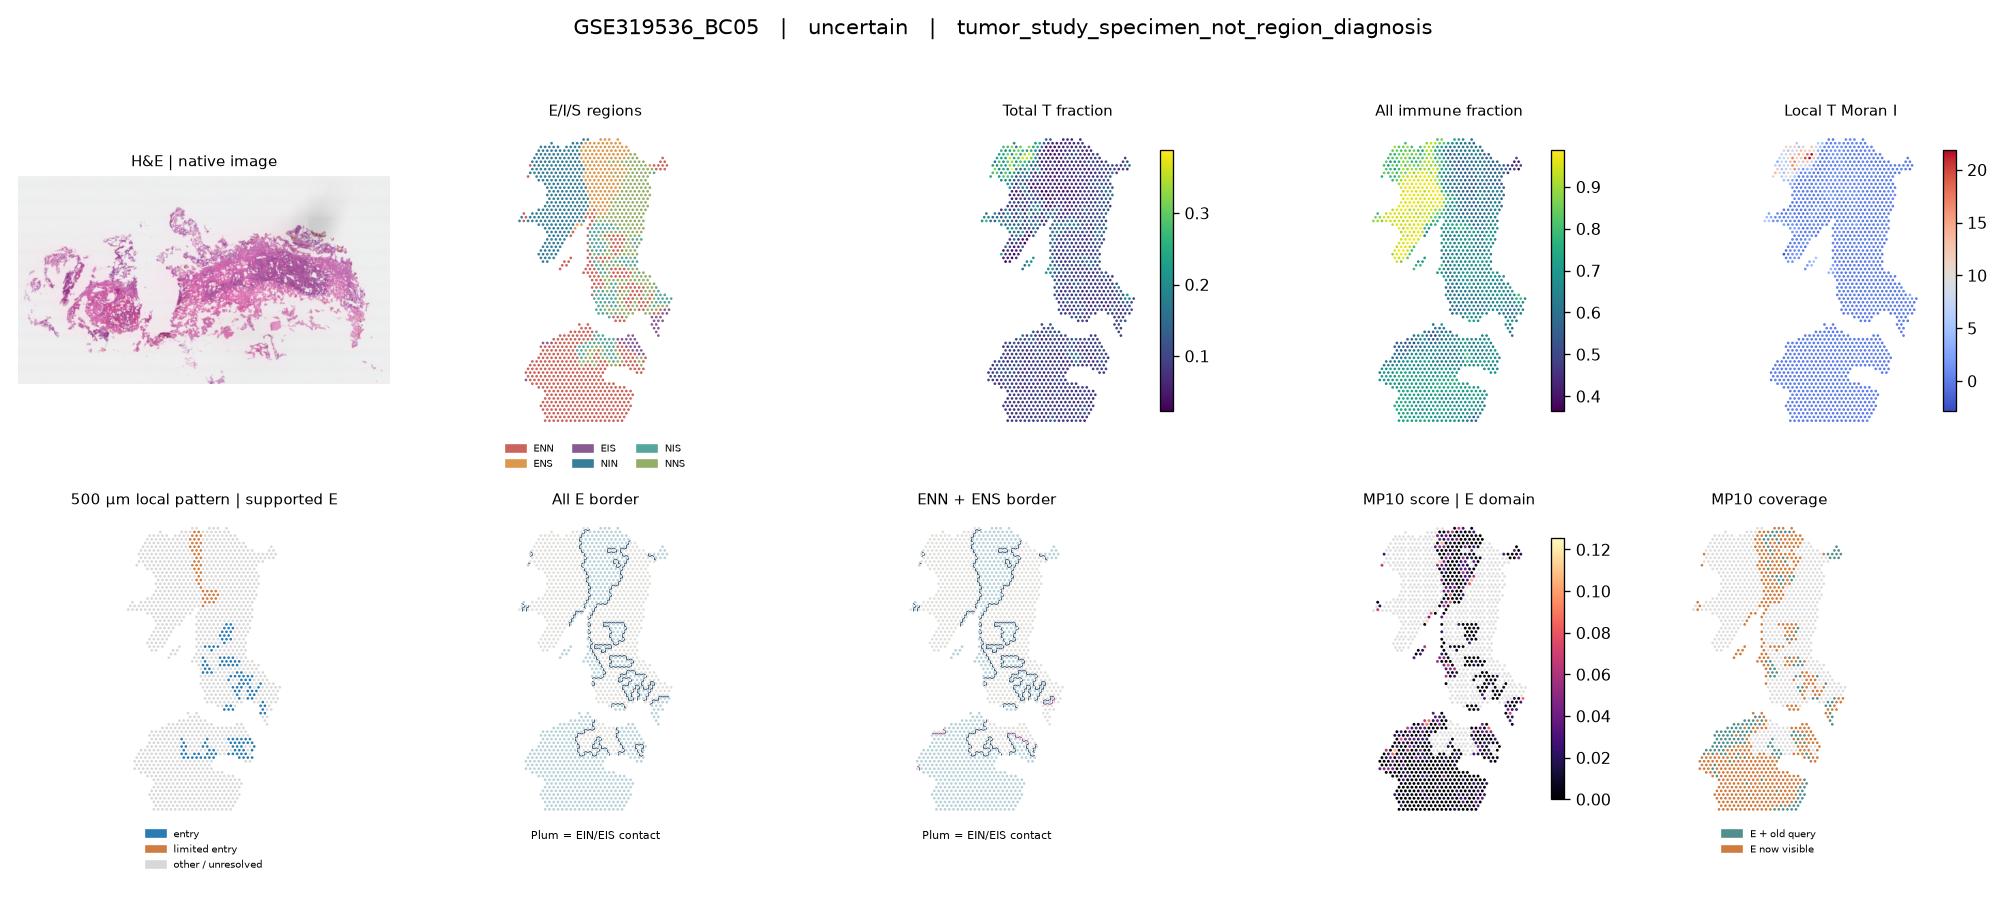 GSE319536_BC05 | uncertain | tumor_study_specimen_not_region_diagnosis
H&E | native image
E/I/S regions
ENN
EIS
NIS
ENS
NIN
NNS
Total T fraction
0.3
0.2
0.1
All immune fraction
0.9
0.8
0.7
0.6
0.5
0.4
Local T Moran I
20
15
10
5
0
500 µm local pattern | supported E
entry
limited entry
other / unresolved
All E border
Plum = EIN/EIS contact
ENN + ENS border
Plum = EIN/EIS contact
MP10 score | E domain
0.12
0.10
0.08
0.06
0.04
0.02
0.00
MP10 coverage
E + old query
E now visible